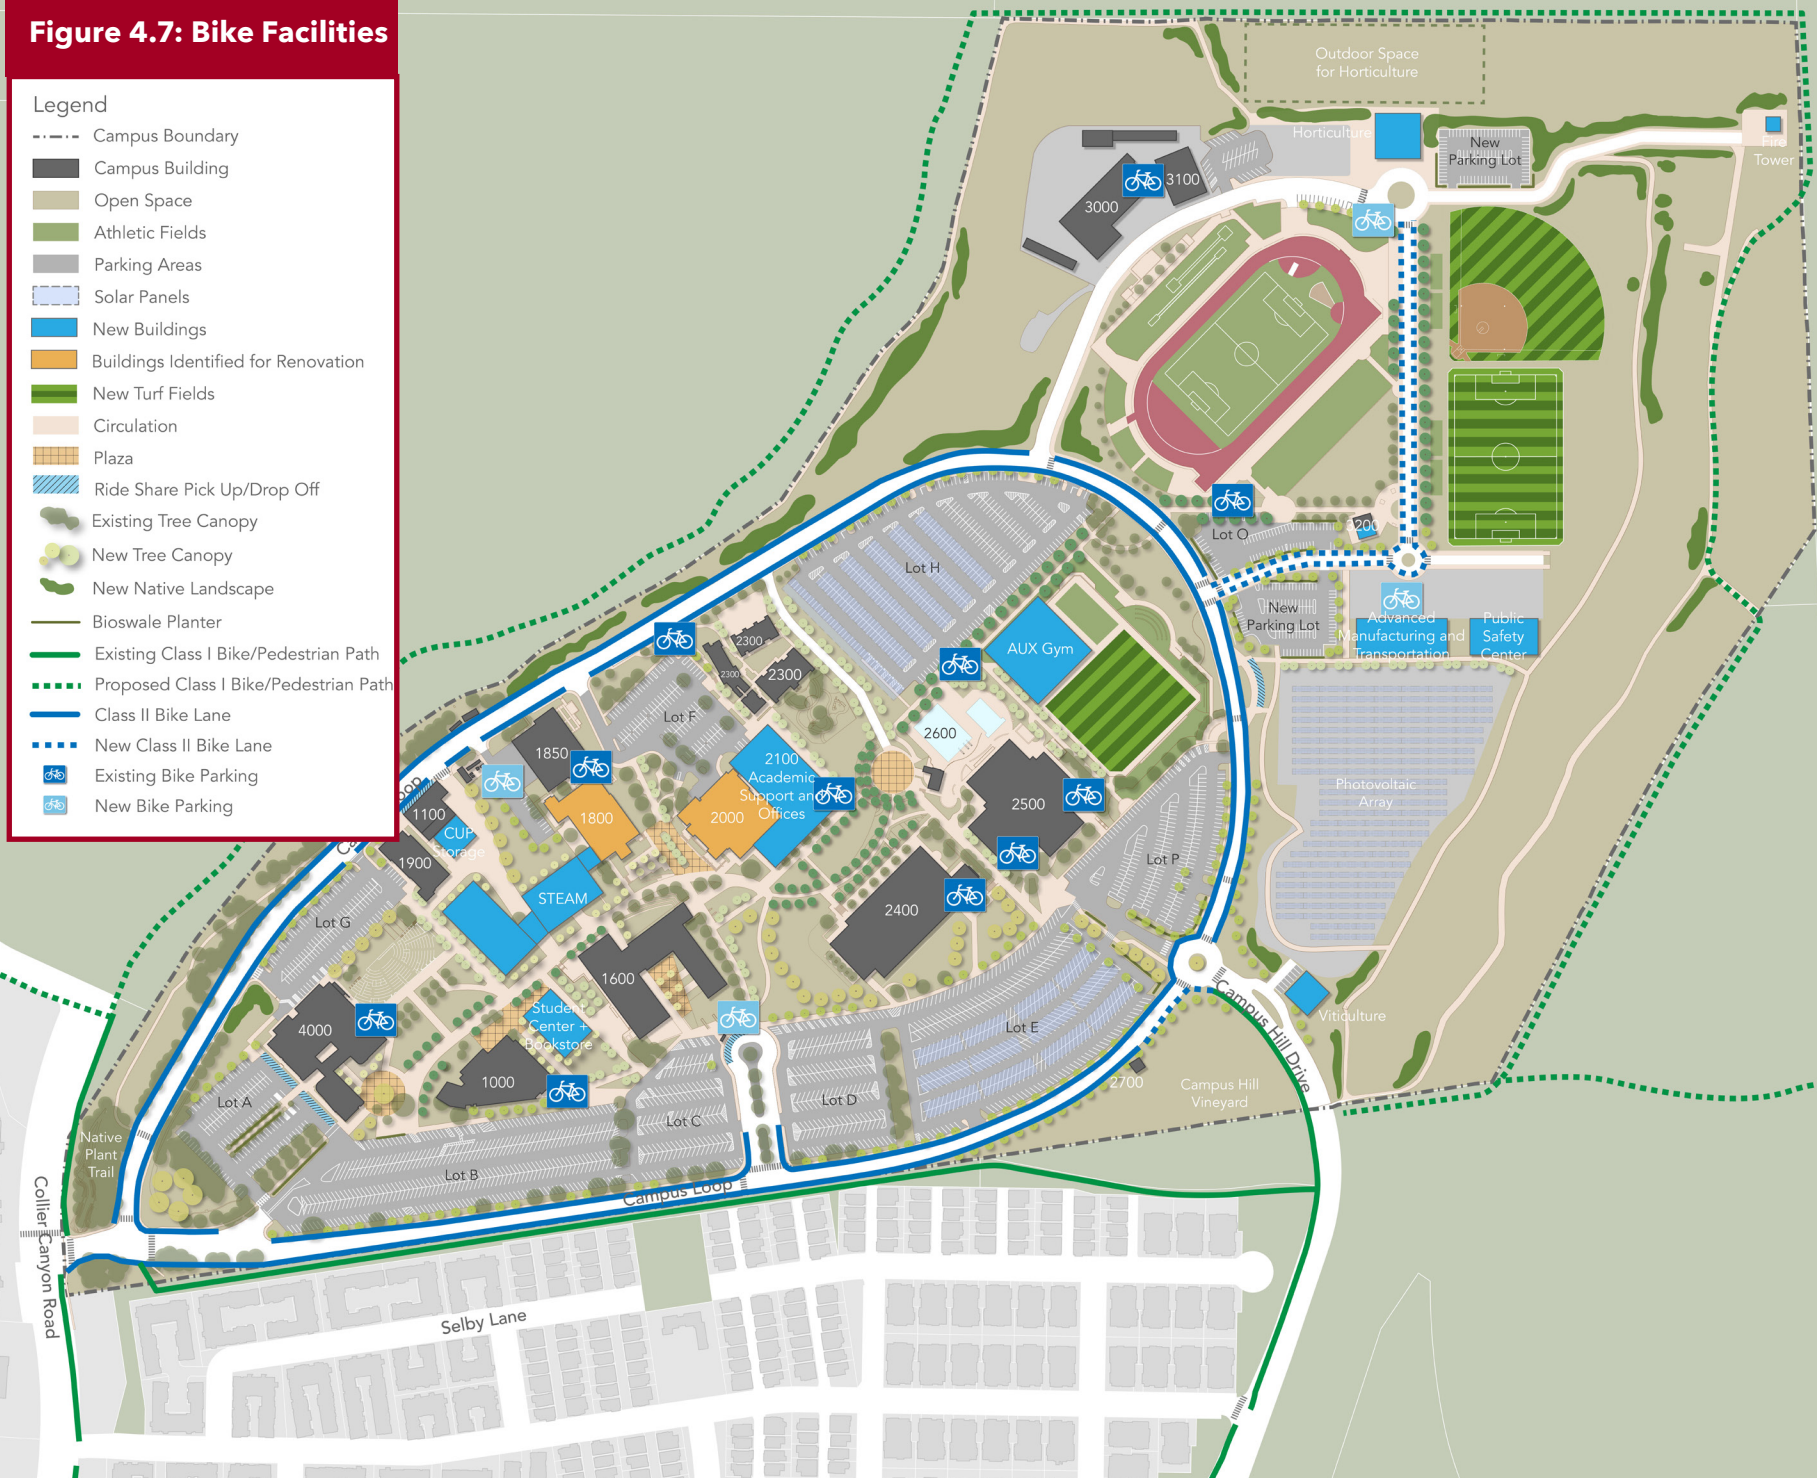 Figure 4.7: Bike Facilities
Legend
Campus Boundary
Campus Building
Open Space
Athletic Fields
Parking Areas
Solar Panels
New Buildings
Buildings Identified for Renovation
New Turf Fields
Circulation
Plaza
Ride Share Pick Up/Drop Off
Existing Tree Canopy
New Tree Canopy
New Native Landscape
Bioswale Planter
Existing Class I Bike/Pedestrian Path
Proposed Class I Bike/Pedestrian Path
Class II Bike Lane
New Class II Bike Lane
Existing Bike Parking
New Bike Parking
Outdoor Space
for Horticulture
Horticulture
New
Parking Lot
Fire
Tower
3100
3000
Lot O
3200
Lot H
New
Parking Lot
Advanced
Manufacturing and
Transportation
Public
Safety
Center
AUX Gym
2300
2300
2300
Lot F
2600
1850
2100
Academic
Support and
Offices
Photovoltaic
Array
2500
1800
2000
1100
CUP
Storage
1900
Lot P
STEAM
2400
Lot G
1600
Student
Center +
Bookstore
4000
Lot E
Campus Hill Drive
Viticulture
1000
2700
Campus Hill
Vineyard
Lot A
Lot D
Lot C
Native
Plant
Trail
Lot B
Campus Loop
Collier Canyon Road
Selby Lane